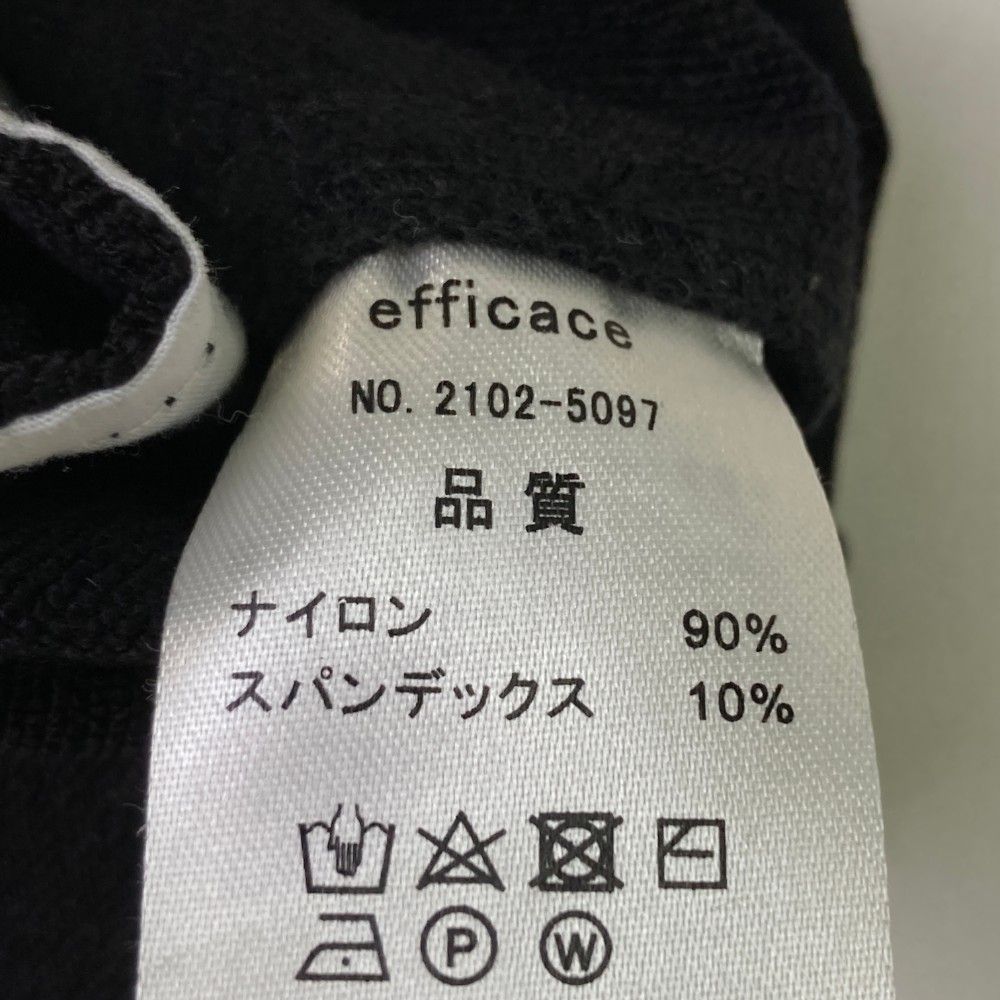 efficace
NO. 2102-5097
品質
ナイロン 90%
スパンデックス 10%
P W